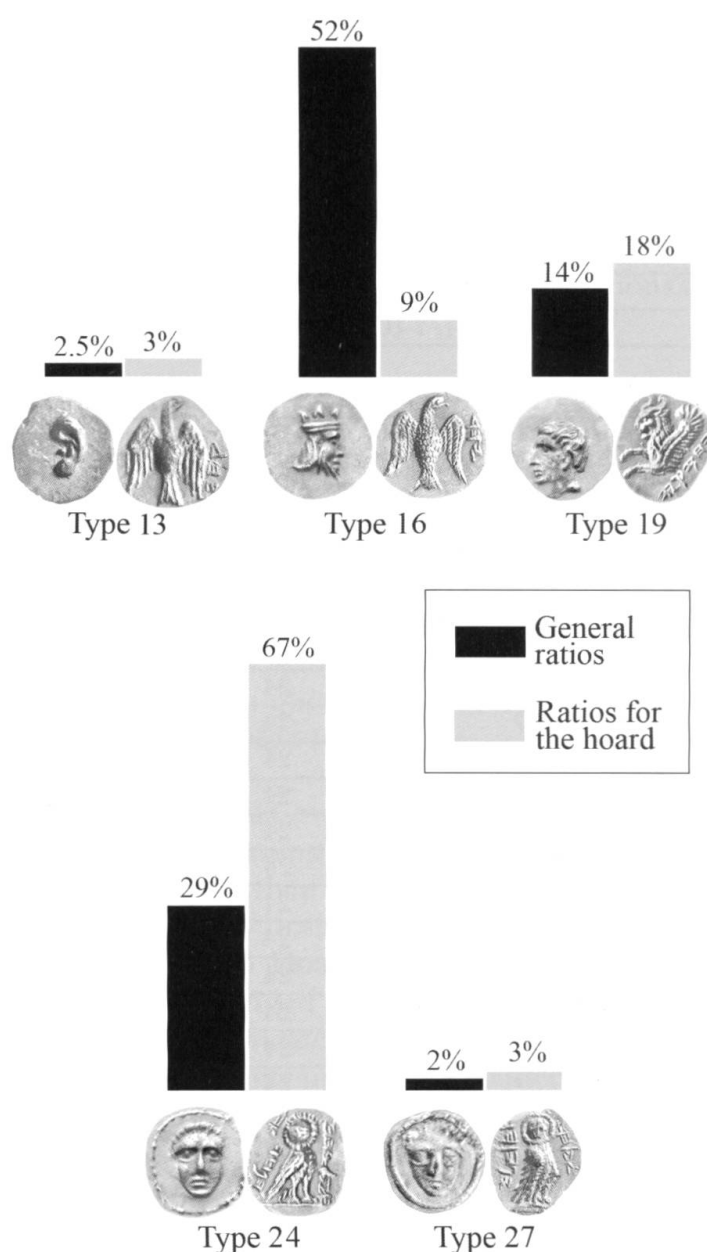 52%
18%
14%
9%
2.5% 3%
Type 13 Type 16 Type 19
General
ratios
Ratios for
the hoard
67%
29%
2% 3%
Type 24 Type 27